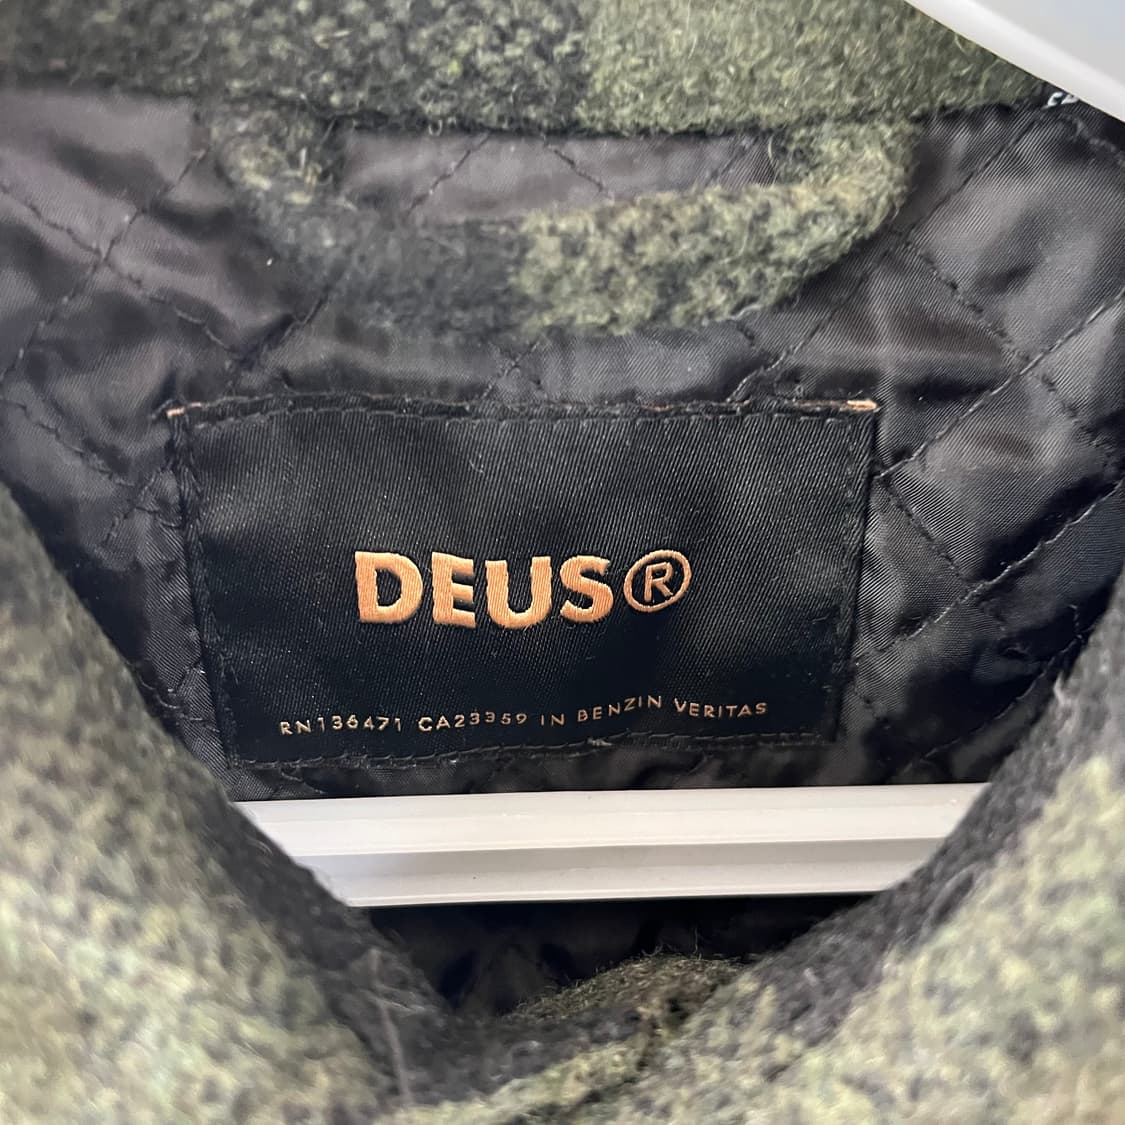 DEUS®
RN136471 CA23359 IN BENZIN VERITAS